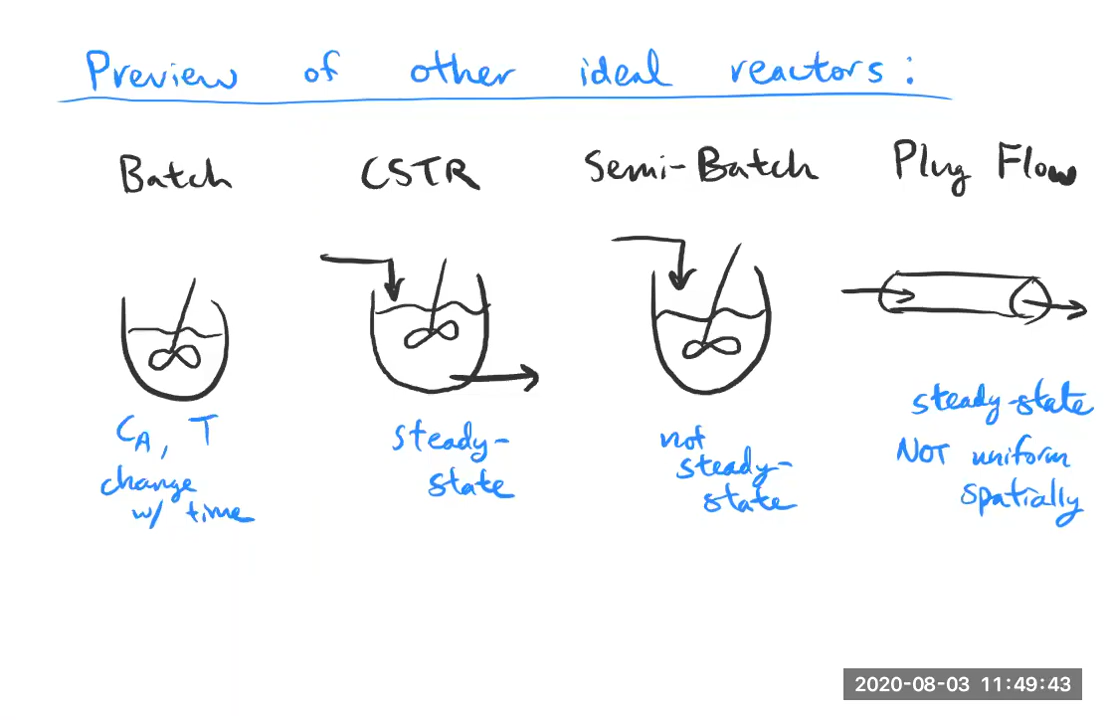 Preview of other ideal reactors:
Batch
CSTR
Semi-Batch
Plug Flow
CA, T
change
w/ time
steady-
state
not
steady-
state
steady-state
NOT uniform
spatially
2020-08-03 11:49:43